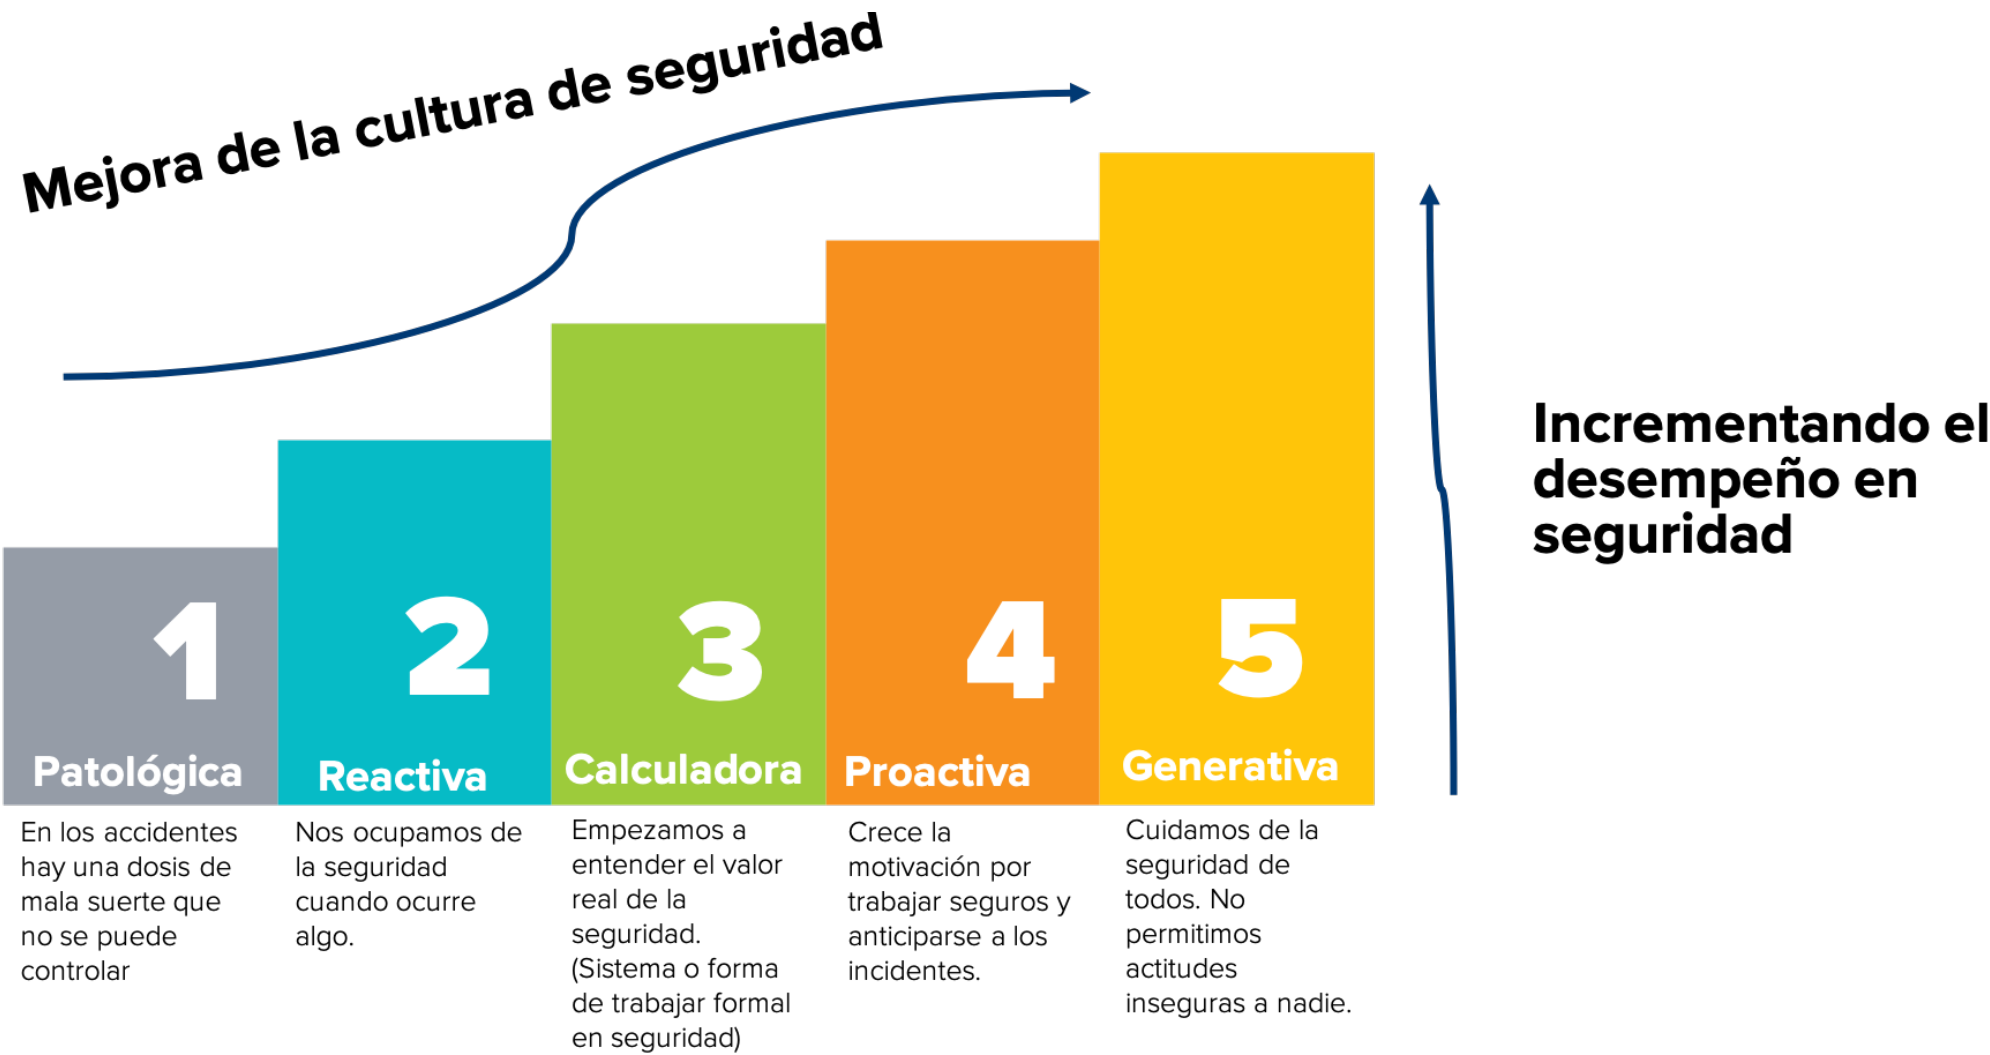 Mejora de la cultura de seguridad
Incrementando el
desempeño en
seguridad
1
Patológica
En los accidentes
hay una dosis de
mala suerte que
no se puede
controlar
2
Reactiva
Nos ocupamos de
la seguridad
cuando ocurre
algo.
3
Calculadora
Empezamos a
entender el valor
real de la
seguridad.
(Sistema o forma
de trabajar formal
en seguridad)
4
Proactiva
Crece la
motivación por
trabajar seguros y
anticiparse a los
incidentes.
5
Generativa
Cuidamos de la
seguridad de
todos. No
permitimos
actitudes
inseguras a nadie.